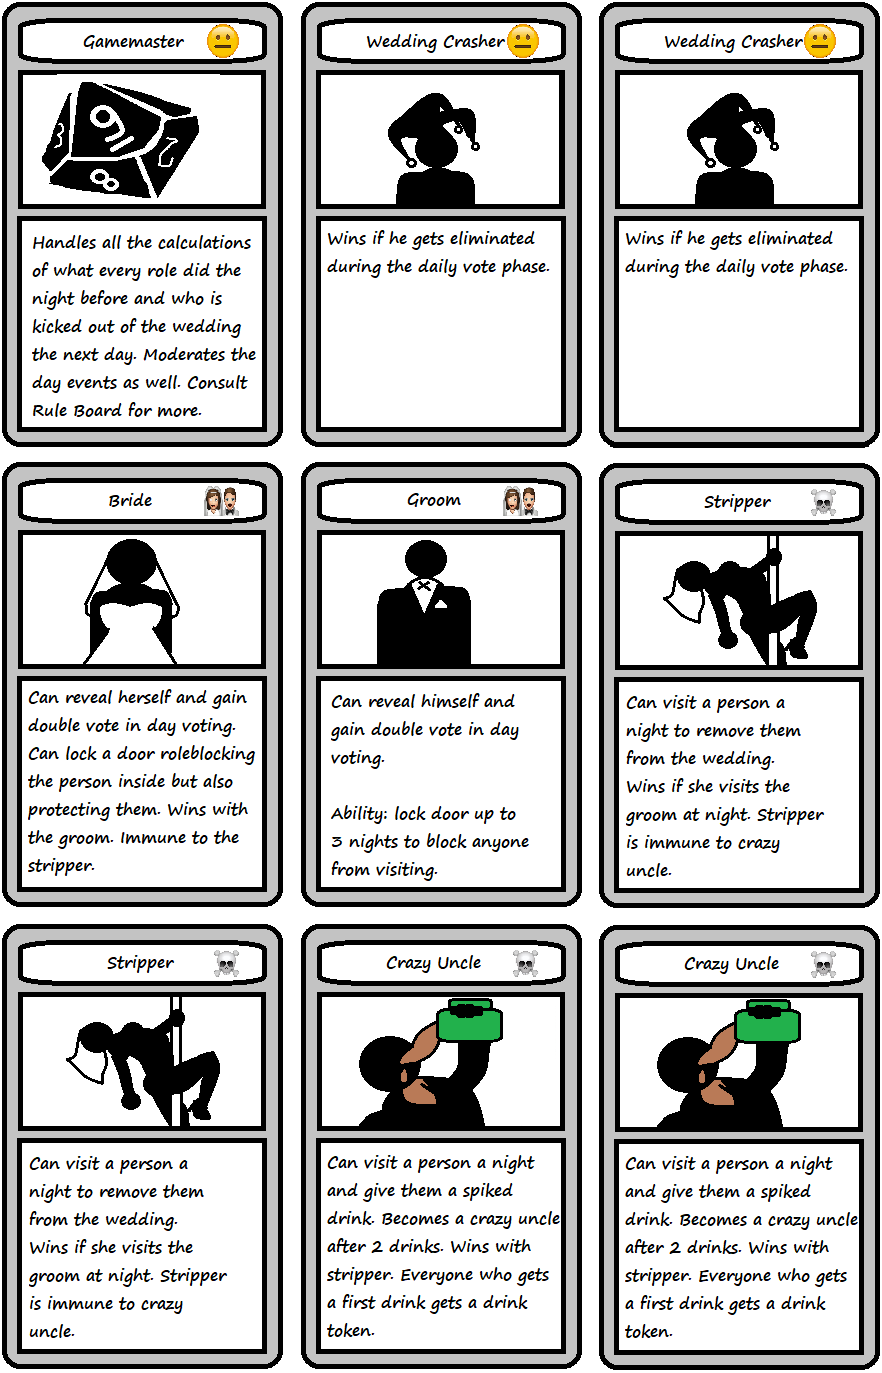 Gamemaster
9
3
2
8
Handles all the calculations
of what every role did the
night before and who is
kicked out of the wedding
the next day. Moderates the
day events as well. Consult
Rule Board for more.
Wedding Crasher
Wins if he gets eliminated
during the daily vote phase.
Wedding Crasher
Wins if he gets eliminated
during the daily vote phase.
Bride
Can reveal herself and gain
double vote in day voting.
Can lock a door roleblocking
the person inside but also
protecting them. Wins with
the groom. Immune to the
stripper.
Groom
Can reveal himself and
gain double vote in day
voting.
Ability: lock door up to
3 nights to block anyone
from visiting.
Stripper
Can visit a person a
night to remove them
from the wedding.
Wins if she visits the
groom at night. Stripper
is immune to crazy
uncle.
Stripper
Can visit a person a
night to remove them
from the wedding.
Wins if she visits the
groom at night. Stripper
is immune to crazy
uncle.
Crazy Uncle
Can visit a person a night
and give them a spiked
drink. Becomes a crazy uncle
after 2 drinks. Wins with
stripper. Everyone who gets
a first drink gets a drink
token.
Crazy Uncle
Can visit a person a night
and give them a spiked
drink. Becomes a crazy uncle
after 2 drinks. Wins with
stripper. Everyone who gets
a first drink gets a drink
token.